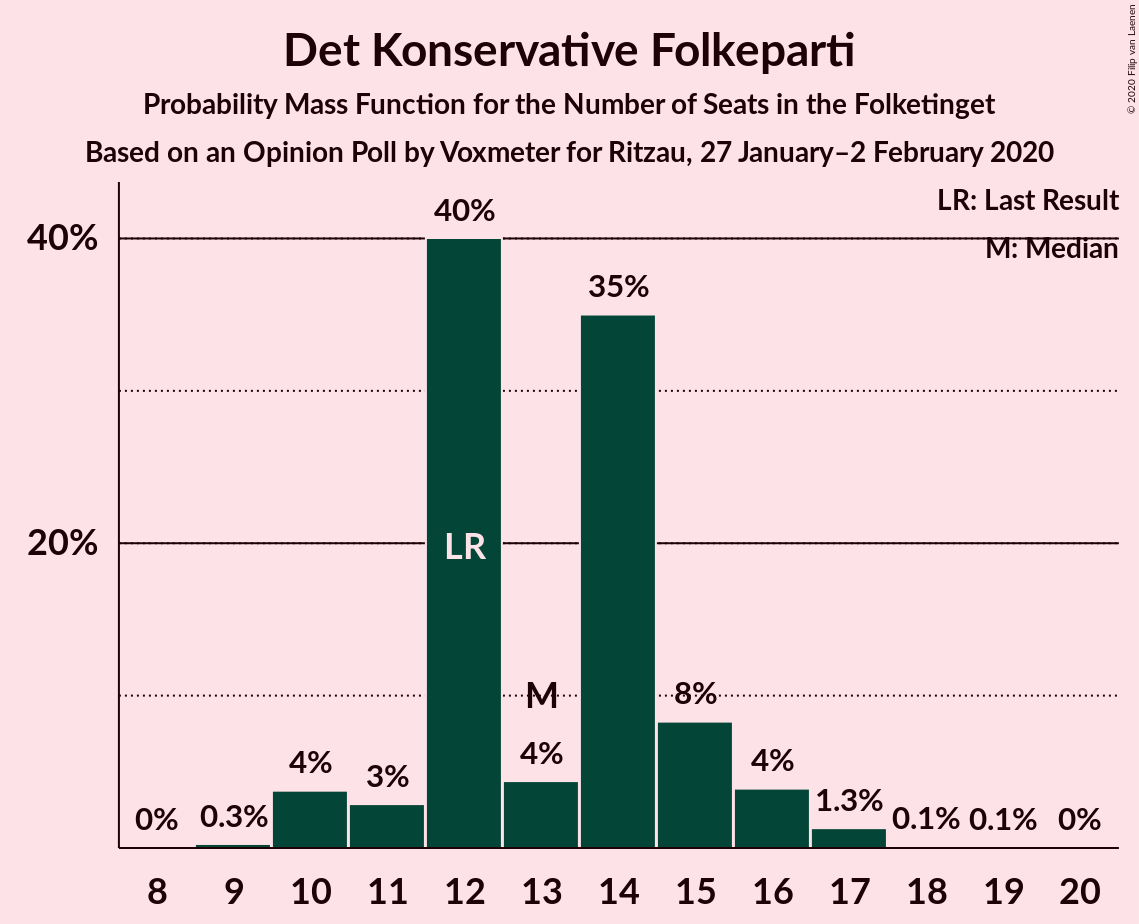 Det Konservative Folkeparti
Probability Mass Function for the Number of Seats in the Folketinget
Based on an Opinion Poll by Voxmeter for Ritzau, 27 January–2 February 2020
© 2020 Filip van Laenen
LR: Last Result
M: Median
40%
20%
0%
0.3%
4%
3%
40%
LR
M
4%
35%
8%
4%
1.3%
0.1%
0.1%
0%
8 9 10 11 12 13 14 15 16 17 18 19 20